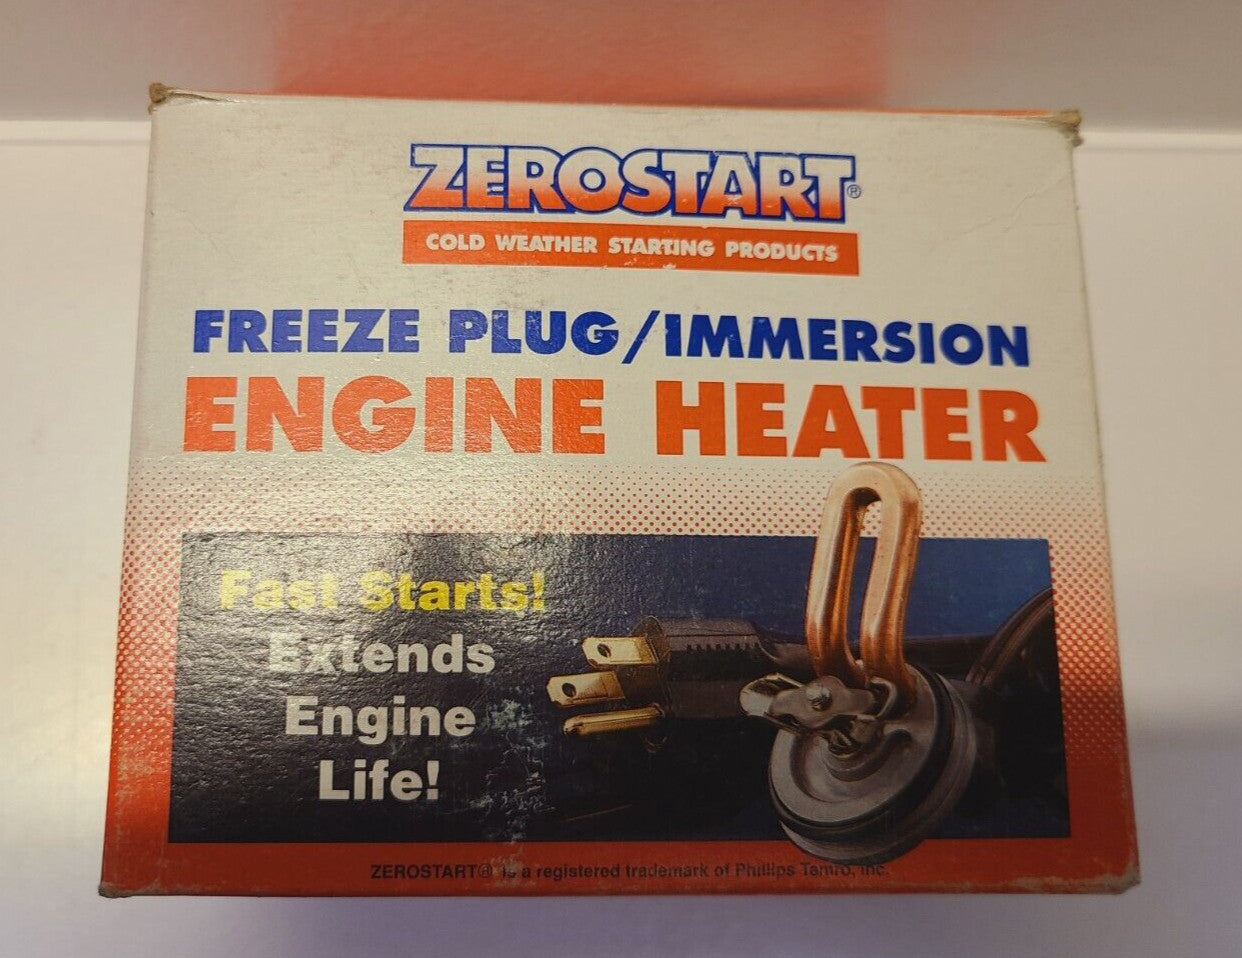 ZEROSTART®
COLD WEATHER STARTING PRODUCTS
FREEZE PLUG/IMMERSION
ENGINE HEATER
Fast Starts!
Extends
Engine
Life!
ZEROSTART® is a registered trademark of Phillips Temro, Inc.